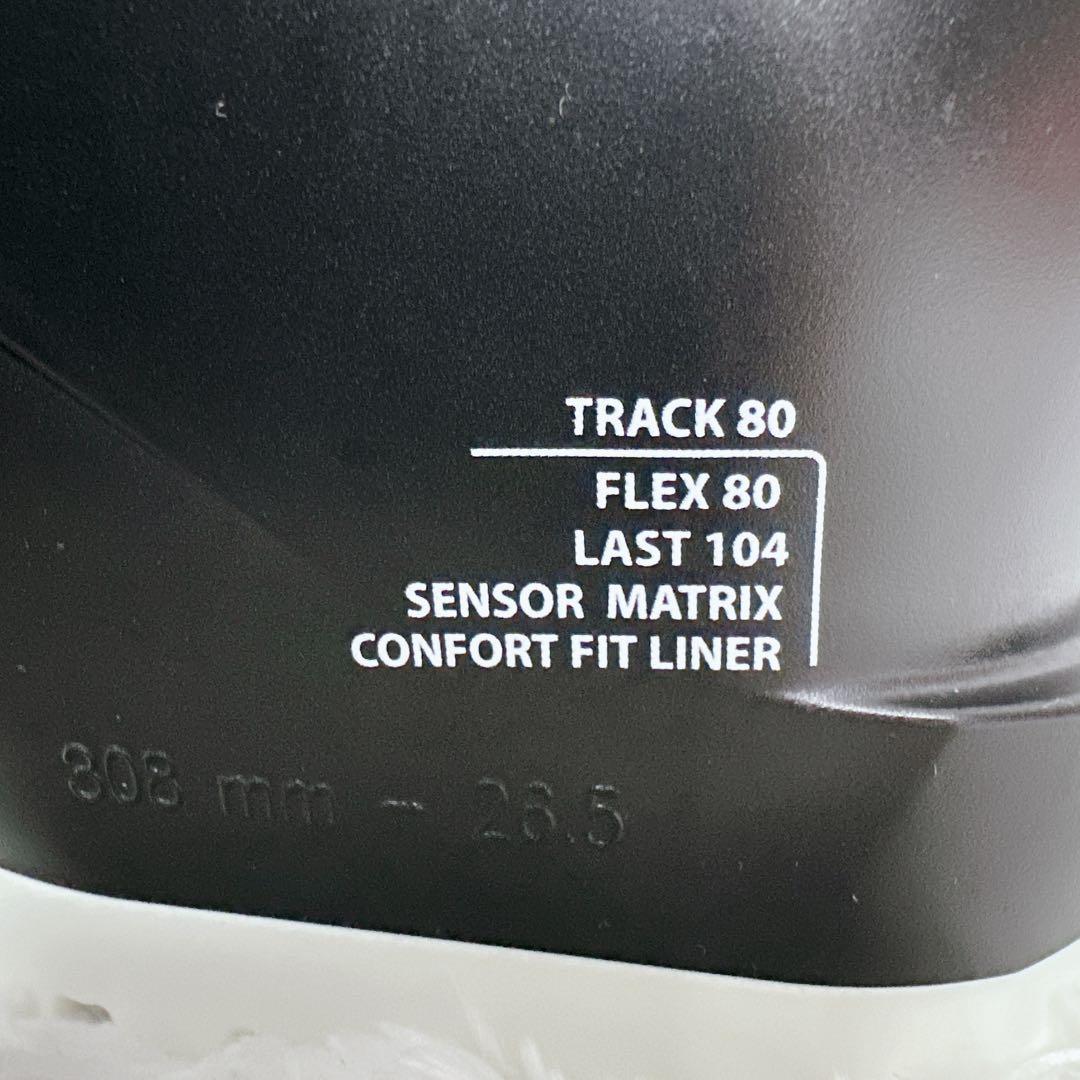 TRACK 80
FLEX 80
LAST 104
SENSOR MATRIX
CONFORT FIT LINER
308 mm - 26.5